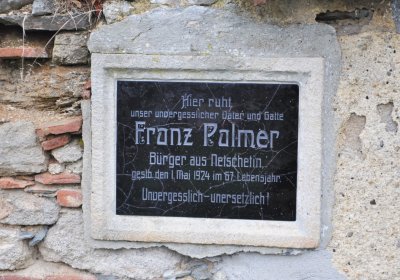 Hier ruht
unser unvergesslicher Vater und Gatte
Franz Palmer
Bürger aus Netschetin.
gestb. den 1. Mai 1924 im 67. Lebensjahr.
Unvergesslich – unersetzlich!